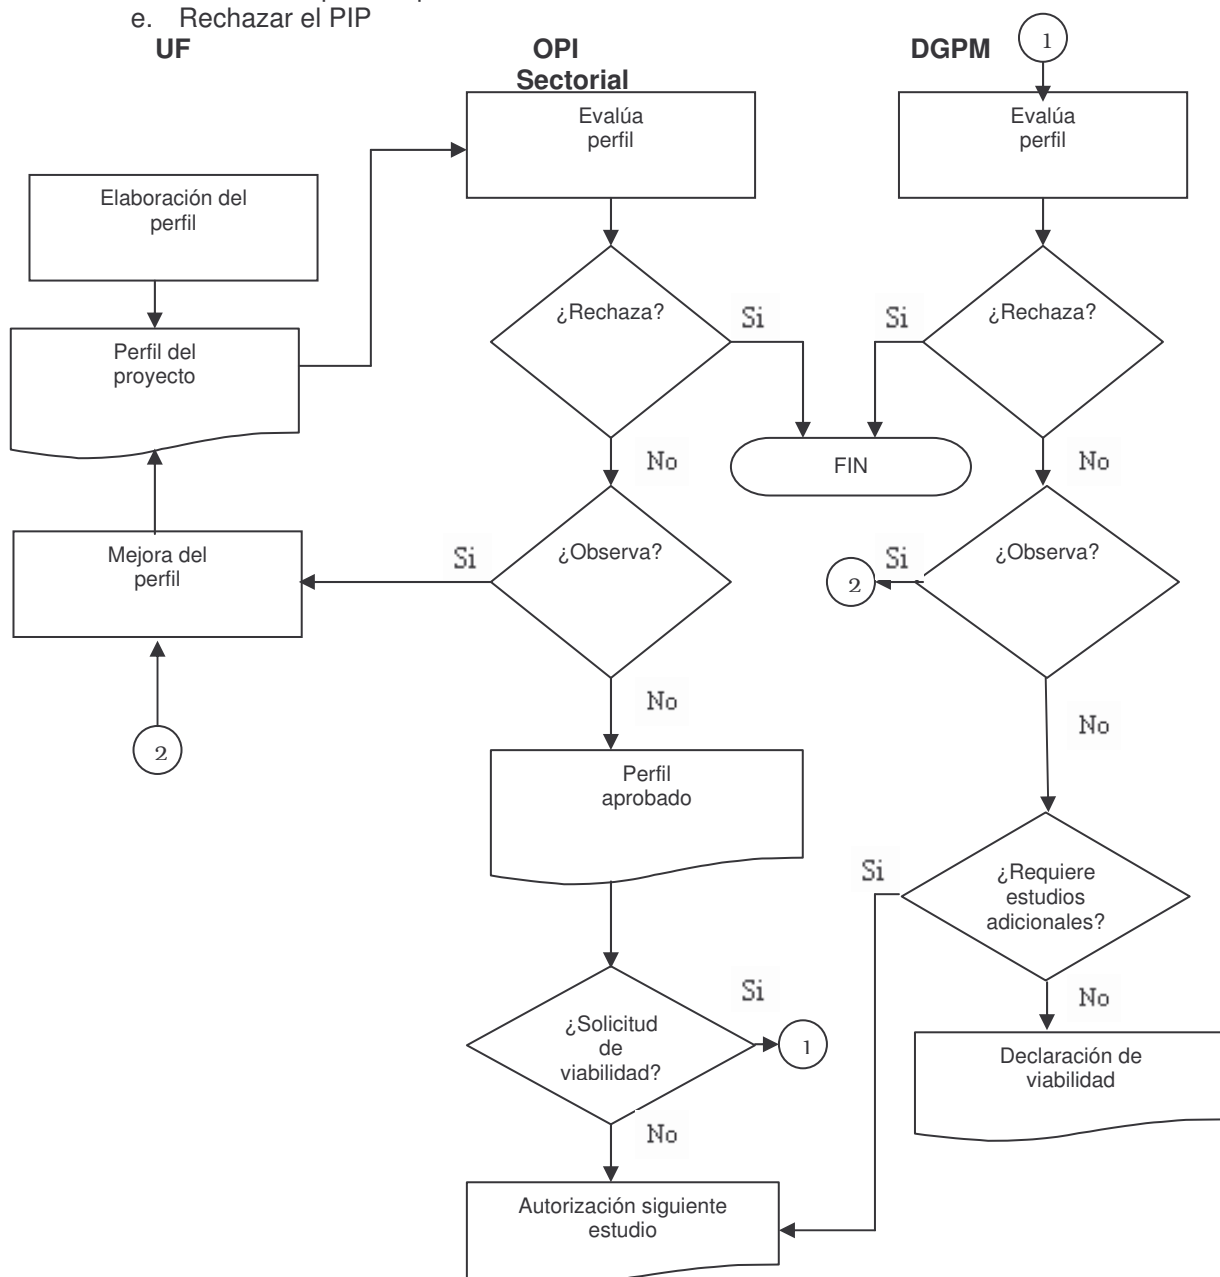 e. Rechazar el PIP
UF
OPI
Sectorial
DGPM
1
Elaboración del
perfil
Perfil del
proyecto
Mejora del
perfil
2
Evalúa
perfil
¿Rechaza?
Si
No
¿Observa?
Si
No
Perfil
aprobado
¿Solicitud
de
viabilidad?
Si
1
No
Autorización siguiente
estudio
FIN
Evalúa
perfil
¿Rechaza?
Si
No
¿Observa?
Si
2
No
¿Requiere
estudios
adicionales?
Si
No
Declaración de
viabilidad